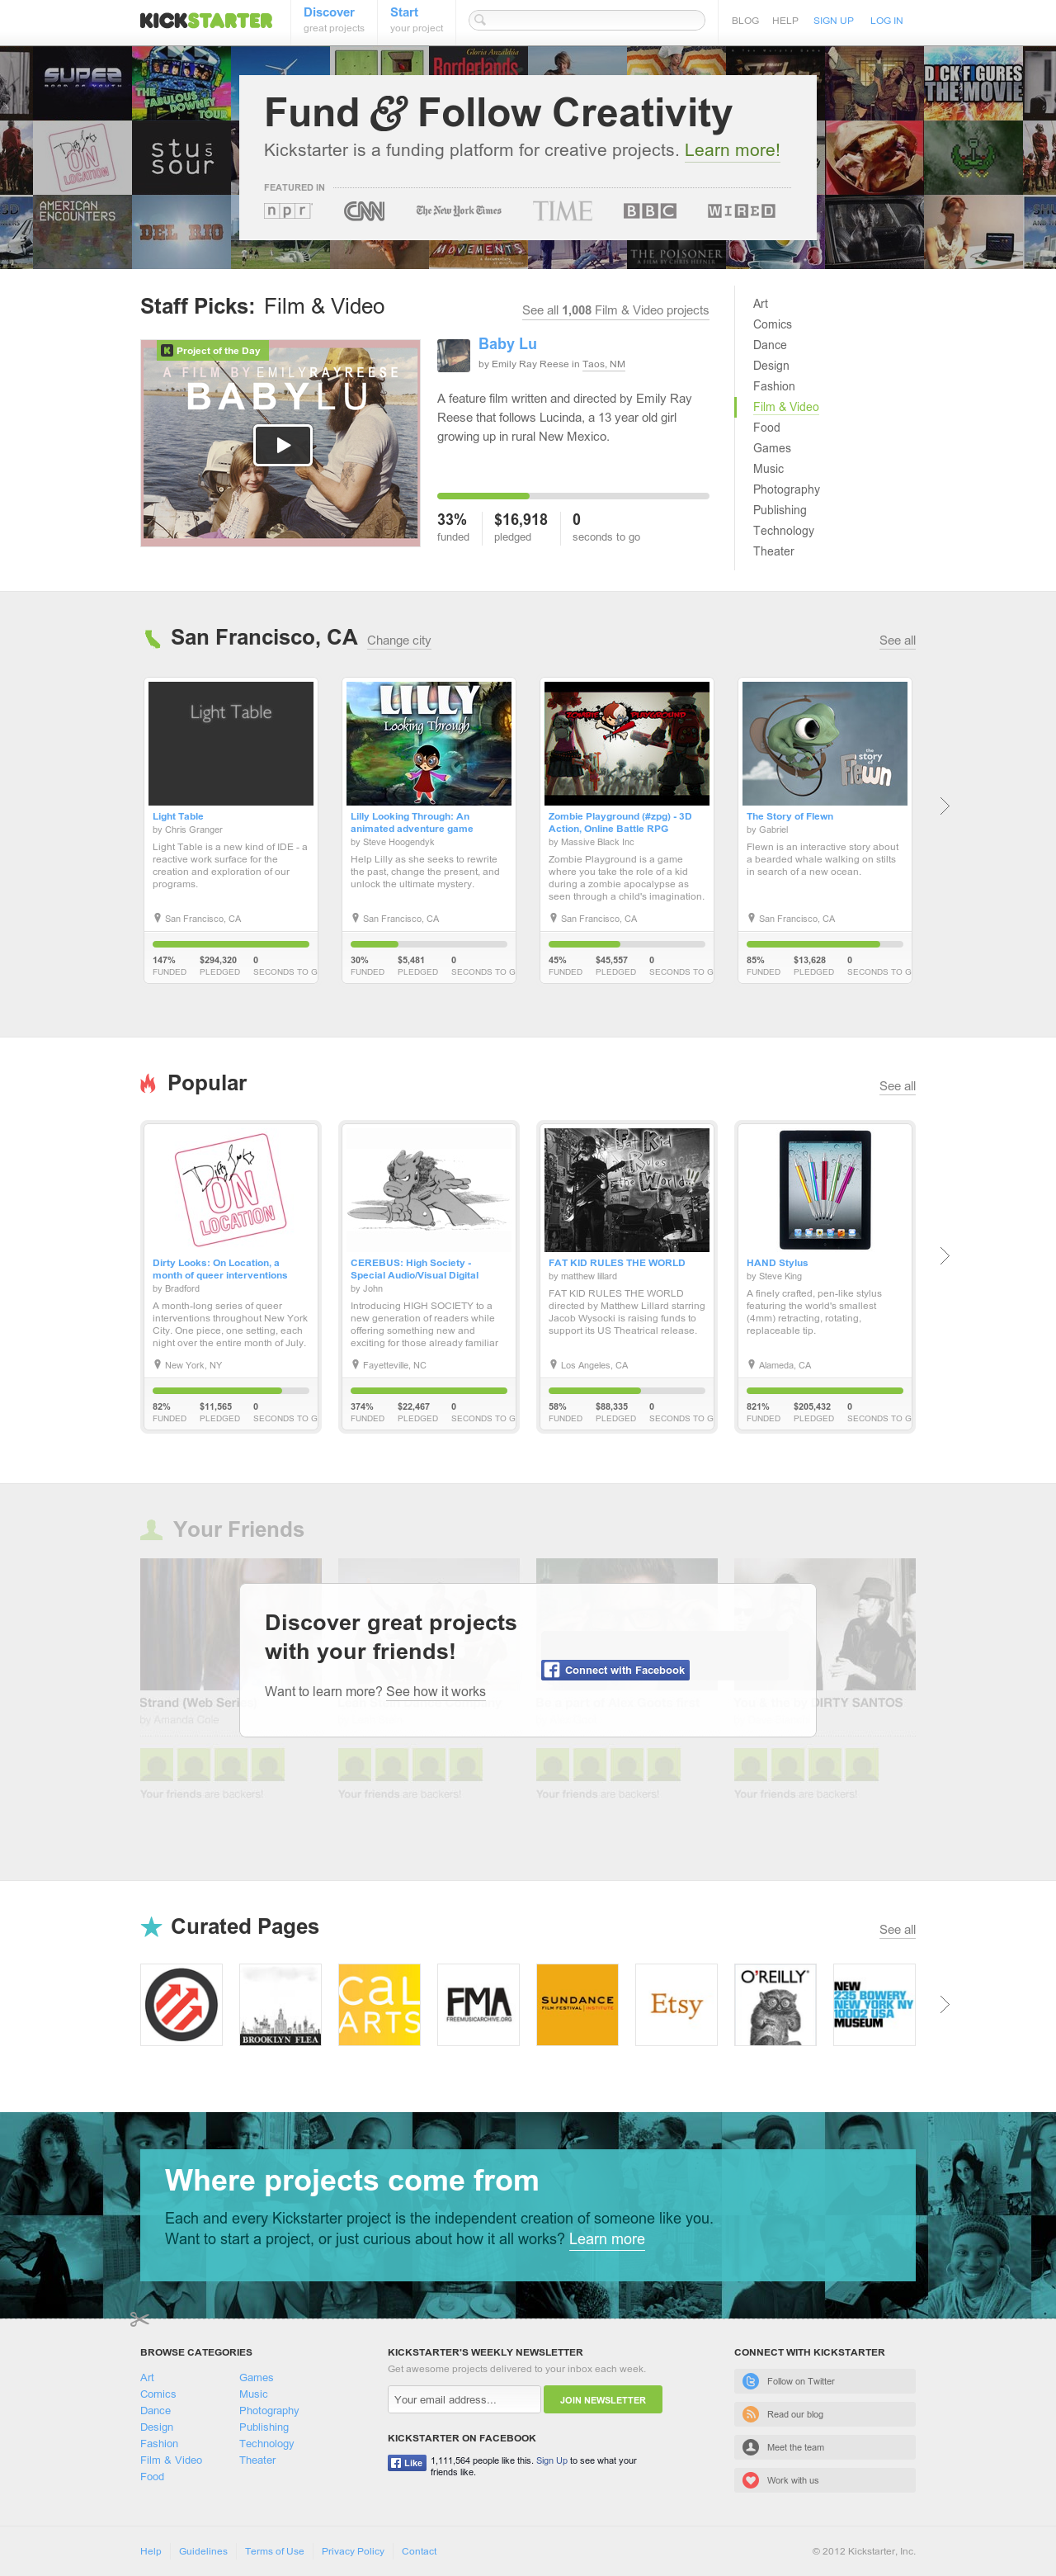 KICKSTARTER
Discover
great projects
Start
your project
BLOG HELP SIGN UP LOG IN
SUPER
THE FABULOUS DOWNEY TOUR
Gloria Anzaldúa
Borderlands
DICK FIGURES
THE MOVIE
ON LOCATION
stus
sour
AMERICAN
ENCOUNTERS
DEL RIO
MOVEMENTS
THE POISONER
A FILM BY CHRIS HEFNER
Fund & Follow Creativity
Kickstarter is a funding platform for creative projects. Learn more!
FEATURED IN
npr CNN The New York Times TIME BBC WIRED
Staff Picks: Film & Video
See all 1,008 Film & Video projects
Project of the Day
A FILM BY EMILY RAY REESE
BABY LU
Baby Lu
by Emily Ray Reese in Taos, NM
A feature film written and directed by Emily Ray
Reese that follows Lucinda, a 13 year old girl
growing up in rural New Mexico.
33% $16,918 0
funded pledged seconds to go
Art
Comics
Dance
Design
Fashion
Film & Video
Food
Games
Music
Photography
Publishing
Technology
Theater
San Francisco, CA Change city
See all
Light Table
Light Table
by Chris Granger
Light Table is a new kind of IDE - a
reactive work surface for the
creation and exploration of our
programs.
San Francisco, CA
147% $294,320 0
FUNDED PLEDGED SECONDS TO G
LILLY
Looking Through
Lilly Looking Through: An
animated adventure game
by Steve Hoogendyk
Help Lilly as she seeks to rewrite
the past, change the present, and
unlock the ultimate mystery.
San Francisco, CA
30% $5,481 0
FUNDED PLEDGED SECONDS TO G
ZOMBIE PLAYGROUND
Zombie Playground (#zpg) - 3D
Action, Online Battle RPG
by Massive Black Inc
Zombie Playground is a game
where you take the role of a kid
during a zombie apocalypse as
seen through a child's imagination.
San Francisco, CA
45% $45,557 0
FUNDED PLEDGED SECONDS TO G
the
story
of
Flewn
The Story of Flewn
by Gabriel
Flewn is an interactive story about
a bearded whale walking on stilts
in search of a new ocean.
San Francisco, CA
85% $13,628 0
FUNDED PLEDGED SECONDS TO G
Popular
See all
Dirty Looks
ON
LOCATION
Dirty Looks: On Location, a
month of queer interventions
by Bradford
A month-long series of queer
interventions throughout New York
City. One piece, one setting, each
night over the entire month of July.
New York, NY
82% $11,565 0
FUNDED PLEDGED SECONDS TO G
CEREBUS: High Society -
Special Audio/Visual Digital
by John
Introducing HIGH SOCIETY to a
new generation of readers while
offering something new and
exciting for those already familiar
Fayetteville, NC
374% $22,467 0
FUNDED PLEDGED SECONDS TO G
Fat Kid
Rules
the
World!!
FAT KID RULES THE WORLD
by matthew lillard
FAT KID RULES THE WORLD
directed by Matthew Lillard starring
Jacob Wysocki is raising funds to
support its US Theatrical release.
Los Angeles, CA
58% $88,335 0
FUNDED PLEDGED SECONDS TO G
HAND Stylus
by Steve King
A finely crafted, pen-like stylus
featuring the world's smallest
(4mm) retracting, rotating,
replaceable tip.
Alameda, CA
821% $205,432 0
FUNDED PLEDGED SECONDS TO G
Your Friends
Discover great projects
with your friends!
Want to learn more? See how it works
Connect with Facebook
Strand (Web Seri
by Amanda Cole
DIRTY SANTOS
Your friends are backers!
Your friends are backers!
Your friends are backers!
Your friends are backers!
Curated Pages
See all
BROOKLYN FLEA
CAL
ARTS
FMA
FREEMUSICARCHIVE.ORG
SUNDANCE
FILM FESTIVAL | INSTITUTE
Etsy
O'REILLY
NEW
235 BOWERY
NEW YORK NY
10002 USA
MUSEUM
Where projects come from
Each and every Kickstarter project is the independent creation of someone like you.
Want to start a project, or just curious about how it all works? Learn more
BROWSE CATEGORIES
Art
Comics
Dance
Design
Fashion
Film & Video
Food
Games
Music
Photography
Publishing
Technology
Theater
KICKSTARTER'S WEEKLY NEWSLETTER
Get awesome projects delivered to your inbox each week.
Your email address...
JOIN NEWSLETTER
KICKSTARTER ON FACEBOOK
Like
1,111,564 people like this. Sign Up to see what your
friends like.
CONNECT WITH KICKSTARTER
Follow on Twitter
Read our blog
Meet the team
Work with us
Help Guidelines Terms of Use Privacy Policy Contact
© 2012 Kickstarter, Inc.